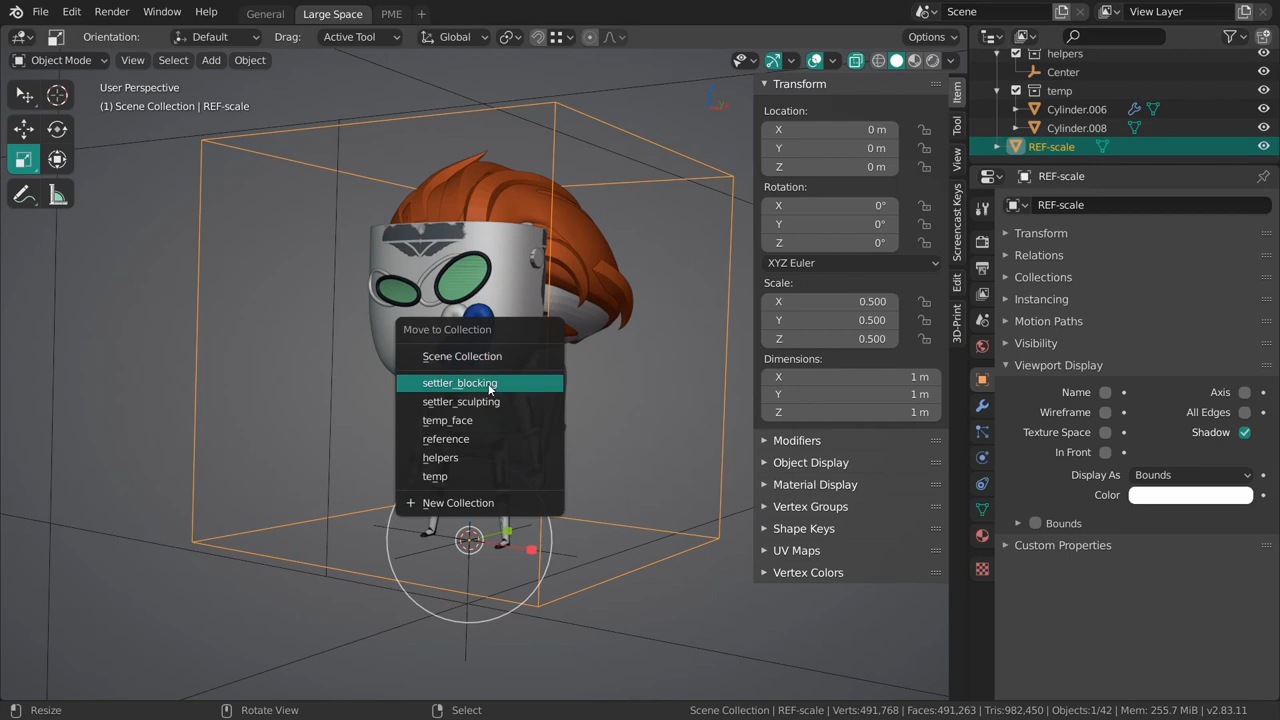 File Edit Render Window Help General Large Space PME Scene View Layer
Orientation: Default Drag: Active Tool Global Options
Object Mode View Select Add Object
User Perspective
(1) Scene Collection | REF-scale
Move to Collection
Scene Collection
settler_blocking
settler_sculpting
temp_face
reference
helpers
temp
New Collection
Transform
Location:
X 0 m
Y 0 m
Z 0 m
Rotation:
X 0°
Y 0°
Z 0°
XYZ Euler
Scale:
X 0.500
Y 0.500
Z 0.500
Dimensions:
X 1 m
Y 1 m
Z 1 m
Modifiers
Object Display
Material Display
Vertex Groups
Shape Keys
UV Maps
Vertex Colors
Item
Tool
View
Screencast Keys
Edit
3D-Print
helpers
Center
temp
Cylinder.006
Cylinder.008
REF-scale
REF-scale
REF-scale
Transform
Relations
Collections
Instancing
Motion Paths
Visibility
Viewport Display
Name Axis
Wireframe All Edges
Texture Space Shadow
In Front
Display As Bounds
Color
Bounds
Custom Properties
Resize Rotate View Select Scene Collection | REF-scale | Verts:491,768 | Faces:491,263 | Tris:982,450 | Objects:1/42 | Mem: 255.7 MiB | v2.83.11